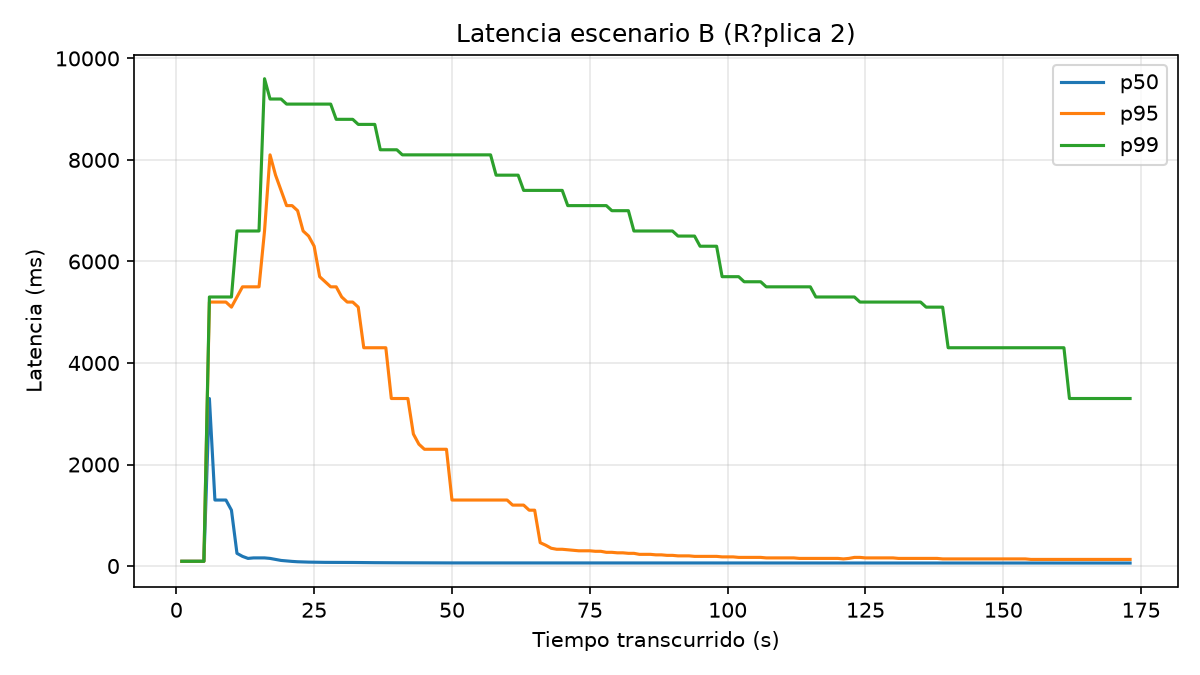 Latencia escenario B (R?plica 2)
10000
8000
6000
4000
2000
0
Latencia (ms)
p50
p95
p99
0 25 50 75 100 125 150 175
Tiempo transcurrido (s)